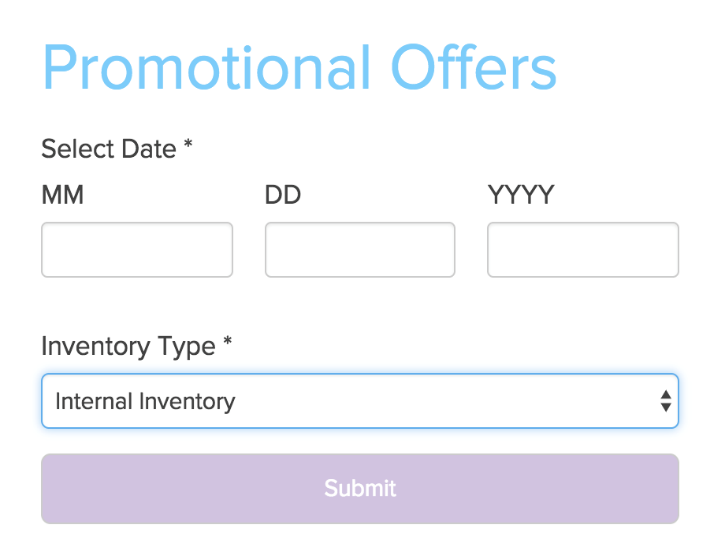 Promotional Offers
Select Date *
MM DD YYYY
Inventory Type *
Internal Inventory
Submit